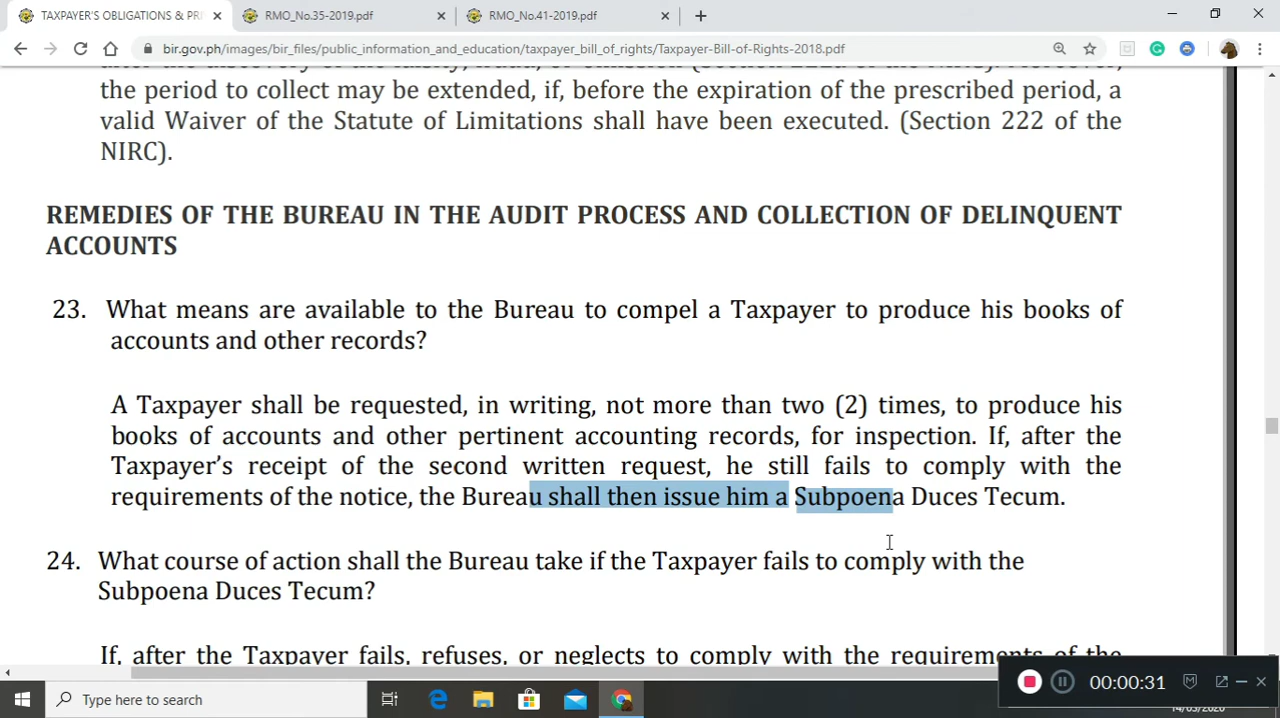 TAXPAYER'S OBLIGATIONS & PRI
RMO_No.35-2019.pdf
RMO_No.41-2019.pdf
bir.gov.ph/images/bir_files/public_information_and_education/taxpayer_bill_of_rights/Taxpayer-Bill-of-Rights-2018.pdf
the period to collect may be extended, if, before the expiration of the prescribed period, a
valid Waiver of the Statute of Limitations shall have been executed. (Section 222 of the
NIRC).
REMEDIES OF THE BUREAU IN THE AUDIT PROCESS AND COLLECTION OF DELINQUENT
ACCOUNTS
23. What means are available to the Bureau to compel a Taxpayer to produce his books of
accounts and other records?
A Taxpayer shall be requested, in writing, not more than two (2) times, to produce his
books of accounts and other pertinent accounting records, for inspection. If, after the
Taxpayer's receipt of the second written request, he still fails to comply with the
requirements of the notice, the Bureau shall then issue him a Subpoena Duces Tecum.
24. What course of action shall the Bureau take if the Taxpayer fails to comply with the
Subpoena Duces Tecum?
If, after the Taxpayer fails, refuses, or neglects to comply with the requirements of the
00:00:31
Type here to search